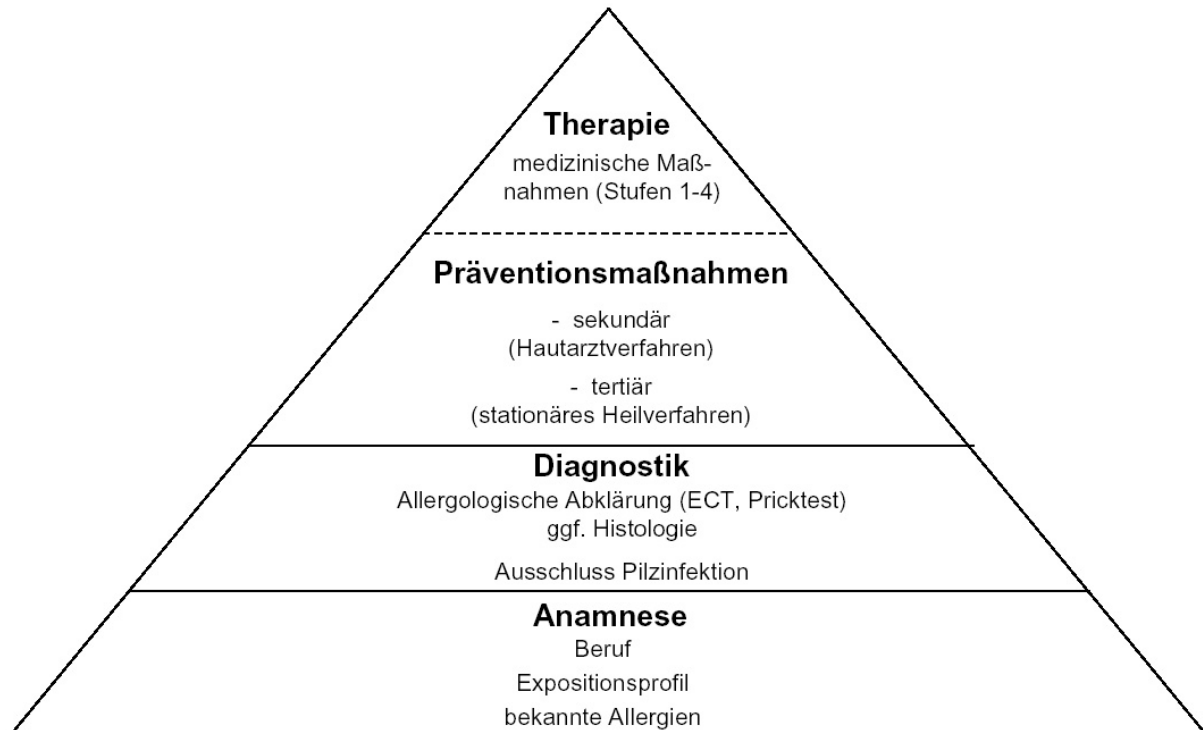 Therapie
medizinische Maß-
nahmen (Stufen 1-4)
Präventionsmaßnahmen
- sekundär
(Hautarztverfahren)
- tertiär
(stationäres Heilverfahren)
Diagnostik
Allergologische Abklärung (ECT, Pricktest)
ggf. Histologie
Ausschluss Pilzinfektion
Anamnese
Beruf
Expositionsprofil
bekannte Allergien